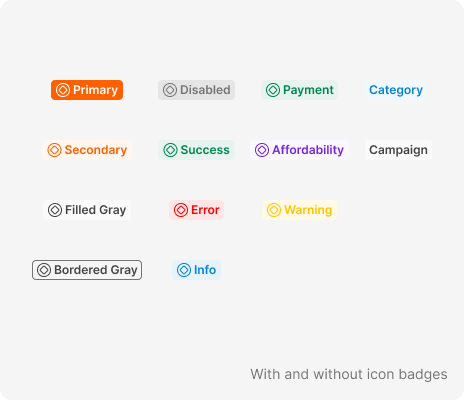 Primary
Disabled
Payment
Category
Secondary
Success
Affordability
Campaign
Filled Gray
Error
Warning
Bordered Gray
Info
With and without icon badges